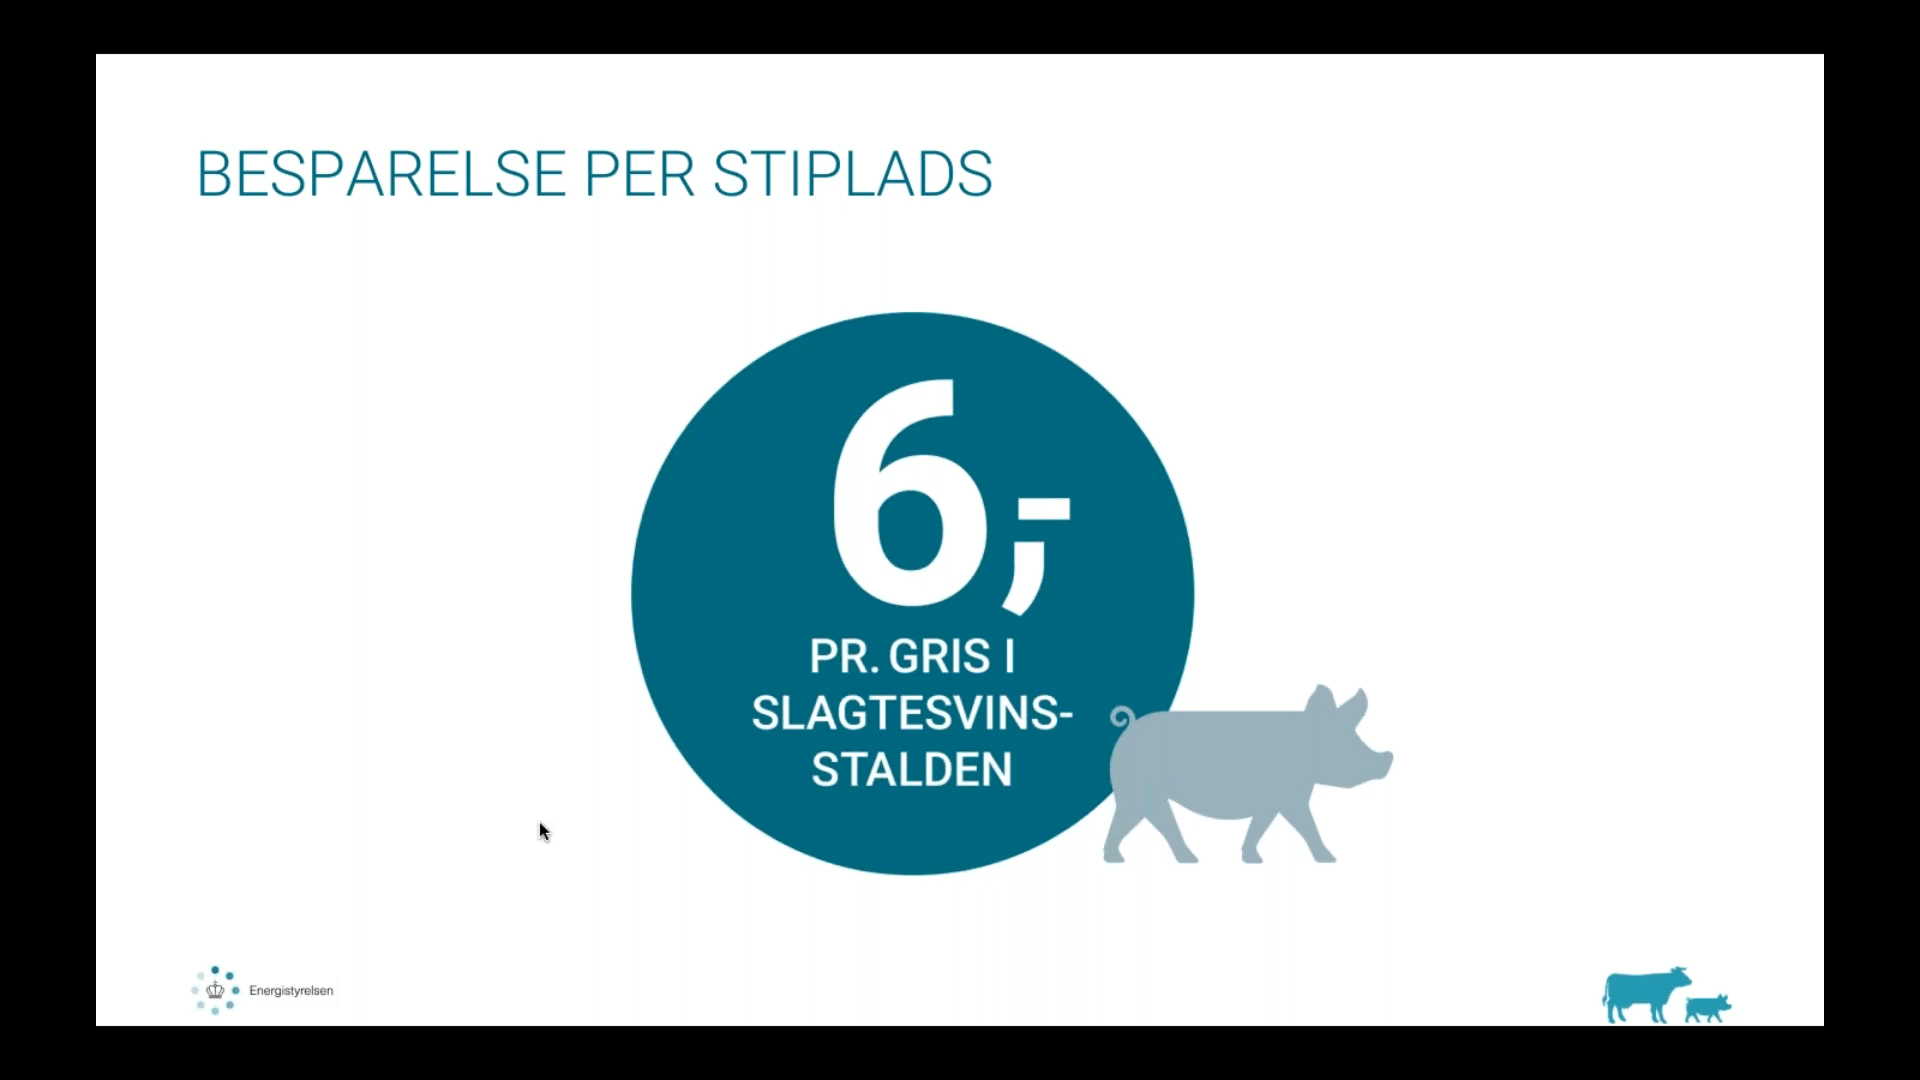 BESPARELSE PER STIPLADS
6,-
PR. GRIS I
SLAGTESVINS-
STALDEN
Energistyrelsen